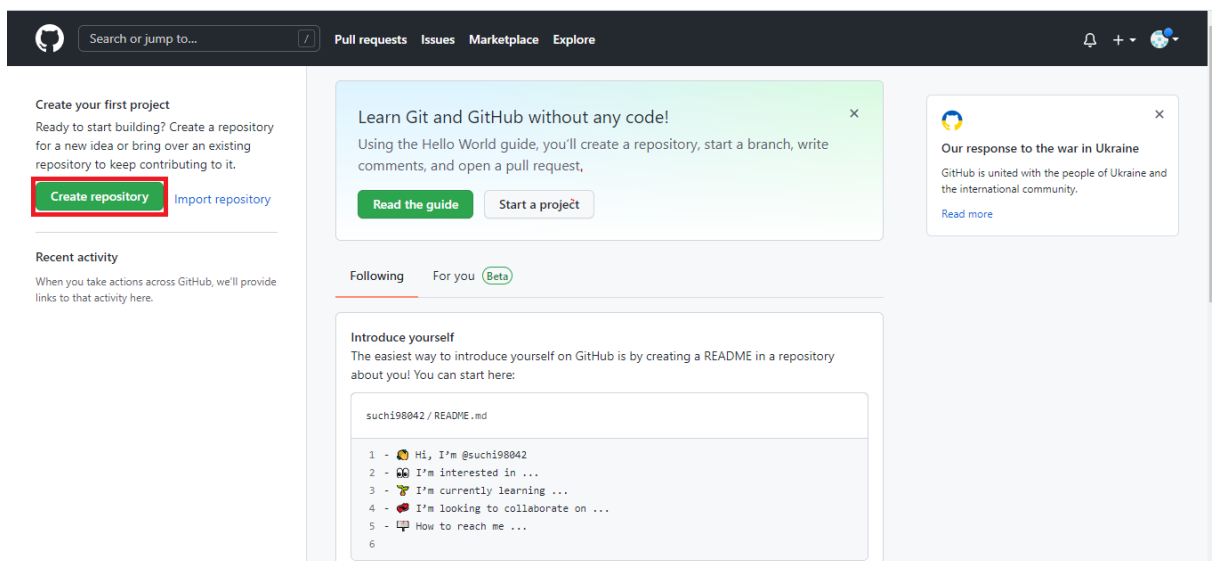 Search or jump to... /
Pull requests Issues Marketplace Explore
Create your first project
Ready to start building? Create a repository
for a new idea or bring over an existing
repository to keep contributing to it.
Create repository Import repository
Recent activity
When you take actions across GitHub, we'll provide
links to that activity here.
Learn Git and GitHub without any code!
Using the Hello World guide, you'll create a repository, start a branch, write
comments, and open a pull request.
Read the guide Start a project
Following For you Beta
Introduce yourself
The easiest way to introduce yourself on GitHub is by creating a README in a repository
about you! You can start here:
suchi98042 / README.md
1 - 👋 Hi, I'm @suchi98042
2 - 👀 I'm interested in ...
3 - 🌱 I'm currently learning ...
4 - 💞️ I'm looking to collaborate on ...
5 - 📫 How to reach me ...
6
Our response to the war in Ukraine
GitHub is united with the people of Ukraine and
the international community.
Read more